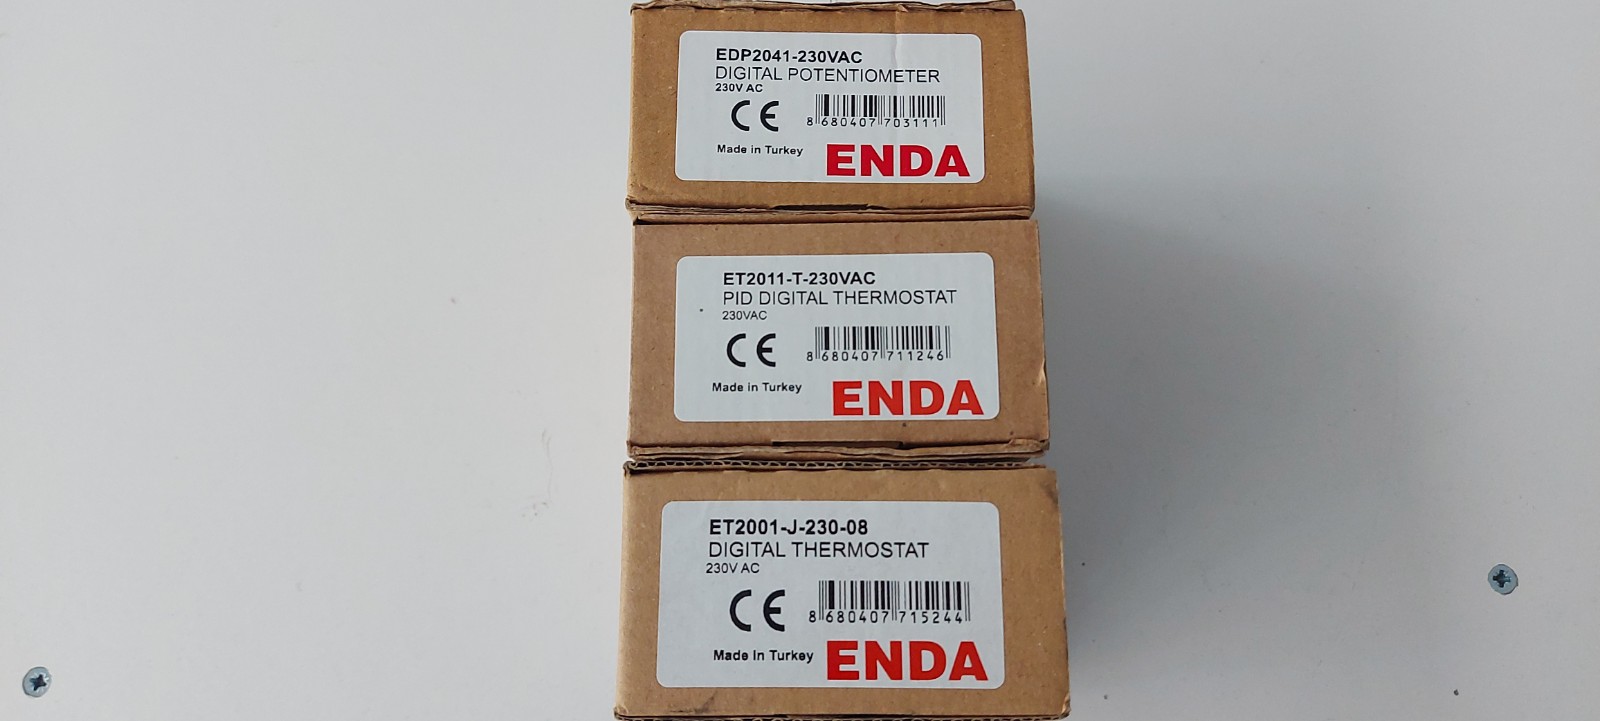 EDP2041-230VAC
DIGITAL POTENTIOMETER
230V AC
CE
8 680407 703111
Made in Turkey
ENDA
ET2011-T-230VAC
PID DIGITAL THERMOSTAT
230VAC
CE
8 680407 711246
Made in Turkey
ENDA
ET2001-J-230-08
DIGITAL THERMOSTAT
230V AC
CE
8 680407 715244
Made In Turkey
ENDA